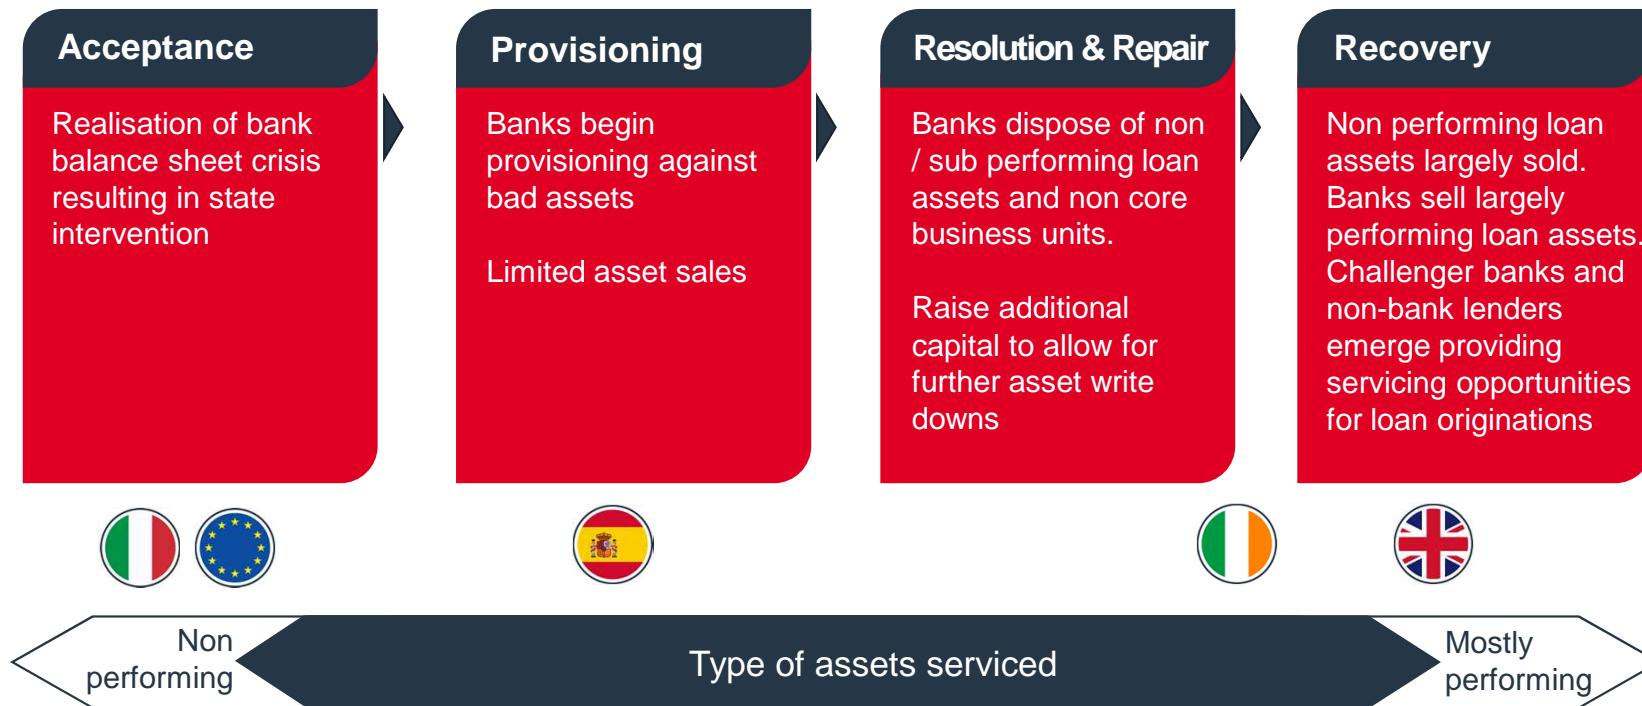 Acceptance
Realisation of bank
balance sheet crisis
resulting in state
intervention
Provisioning
Banks begin
provisioning against
bad assets
Limited asset sales
Resolution & Repair
Banks dispose of non
/ sub performing loan
assets and non core
business units.
Raise additional
capital to allow for
further asset write
downs
Recovery
Non performing loan
assets largely sold.
Banks sell largely
performing loan assets.
Challenger banks and
non-bank lenders
emerge providing
servicing opportunities
for loan originations
Non
performing
Type of assets serviced
Mostly
performing